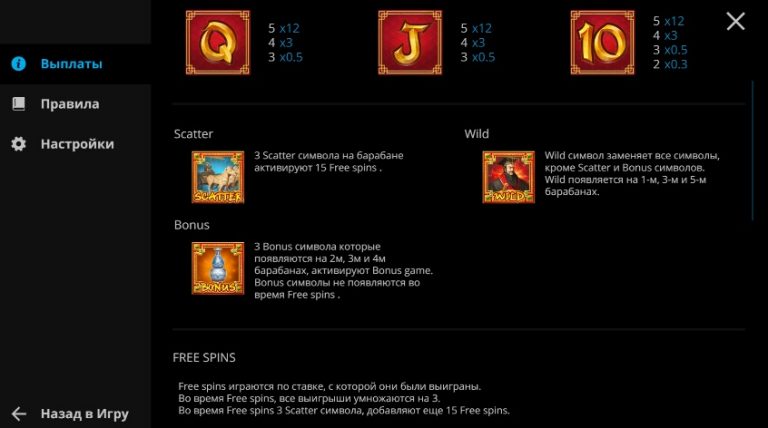 Q
5 x12
4 x3
3 x0.5
J
5 x12
4 x3
3 x0.5
10
5 x12
4 x3
3 x0.5
2 x0.3
Выплаты
Правила
Настройки
Назад в Игру
Scatter
SCATTER
3 Scatter символа на барабане
активируют 15 Free spins .
Wild
WILD
Wild символ заменяет все символы,
кроме Scatter и Bonus символов.
Wild появляется на 1-м, 3-м и 5-м
барабанах.
Bonus
BONUS
3 Bonus символа которые
появляются на 2м, 3м и 4м
барабанах, активируют Bonus game.
Bonus символы не появляются во
время Free spins .
FREE SPINS
Free spins играются по ставке, с которой они были выиграны.
Во время Free spins, все выигрыши умножаются на 3.
Во время Free spins 3 Scatter символа, добавляют еще 15 Free spins.